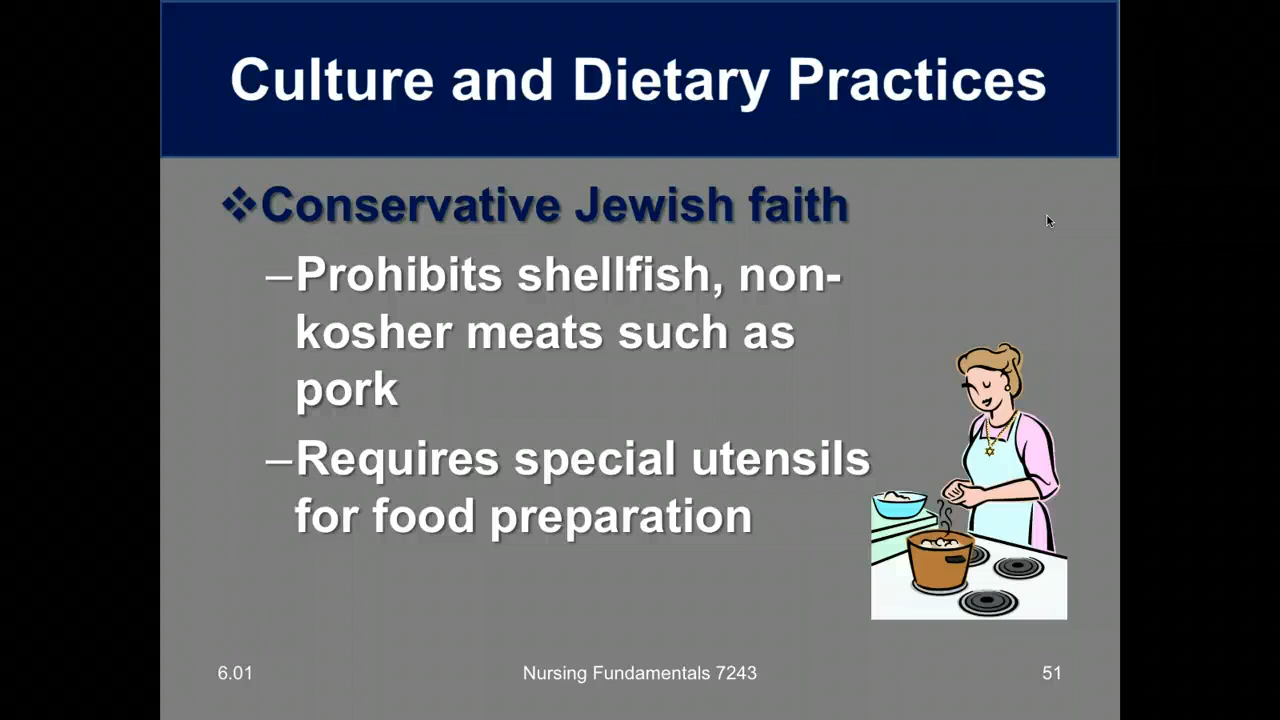 Culture and Dietary Practices
❖Conservative Jewish faith
–Prohibits shellfish, non-
kosher meats such as
pork
–Requires special utensils
for food preparation
6.01
Nursing Fundamentals 7243
51